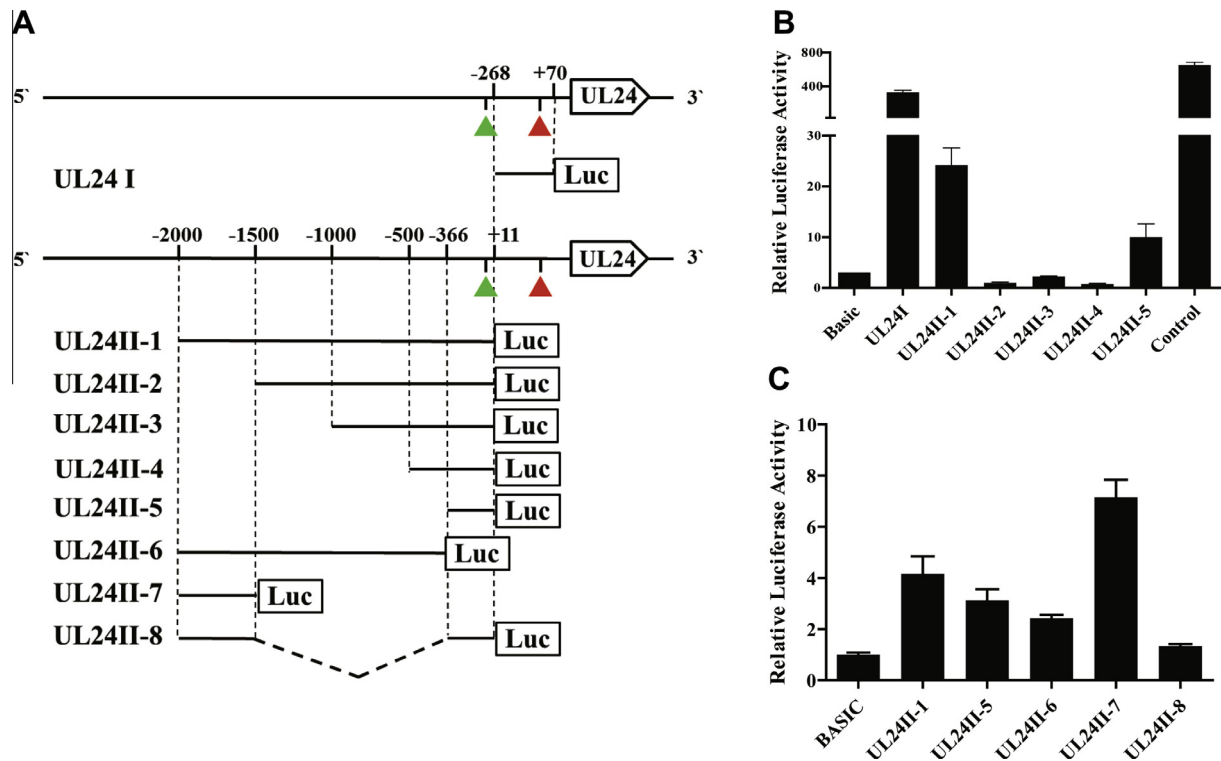 A
-268 +70
5` UL24 3`
UL24 I Luc
-2000 -1500 -1000 -500 -366 +11
5` UL24 3`
UL24II-1 Luc
UL24II-2 Luc
UL24II-3 Luc
UL24II-4 Luc
UL24II-5 Luc
UL24II-6 Luc
UL24II-7 Luc
UL24II-8 Luc
B
Relative Luciferase Activity
800
400
30
20
10
0
Basic
UL24I
UL24II-1
UL24II-2
UL24II-3
UL24II-4
UL24II-5
Control
C
Relative Luciferase Activity
10
8
6
4
2
0
BASIC
UL24II-1
UL24II-5
UL24II-6
UL24II-7
UL24II-8